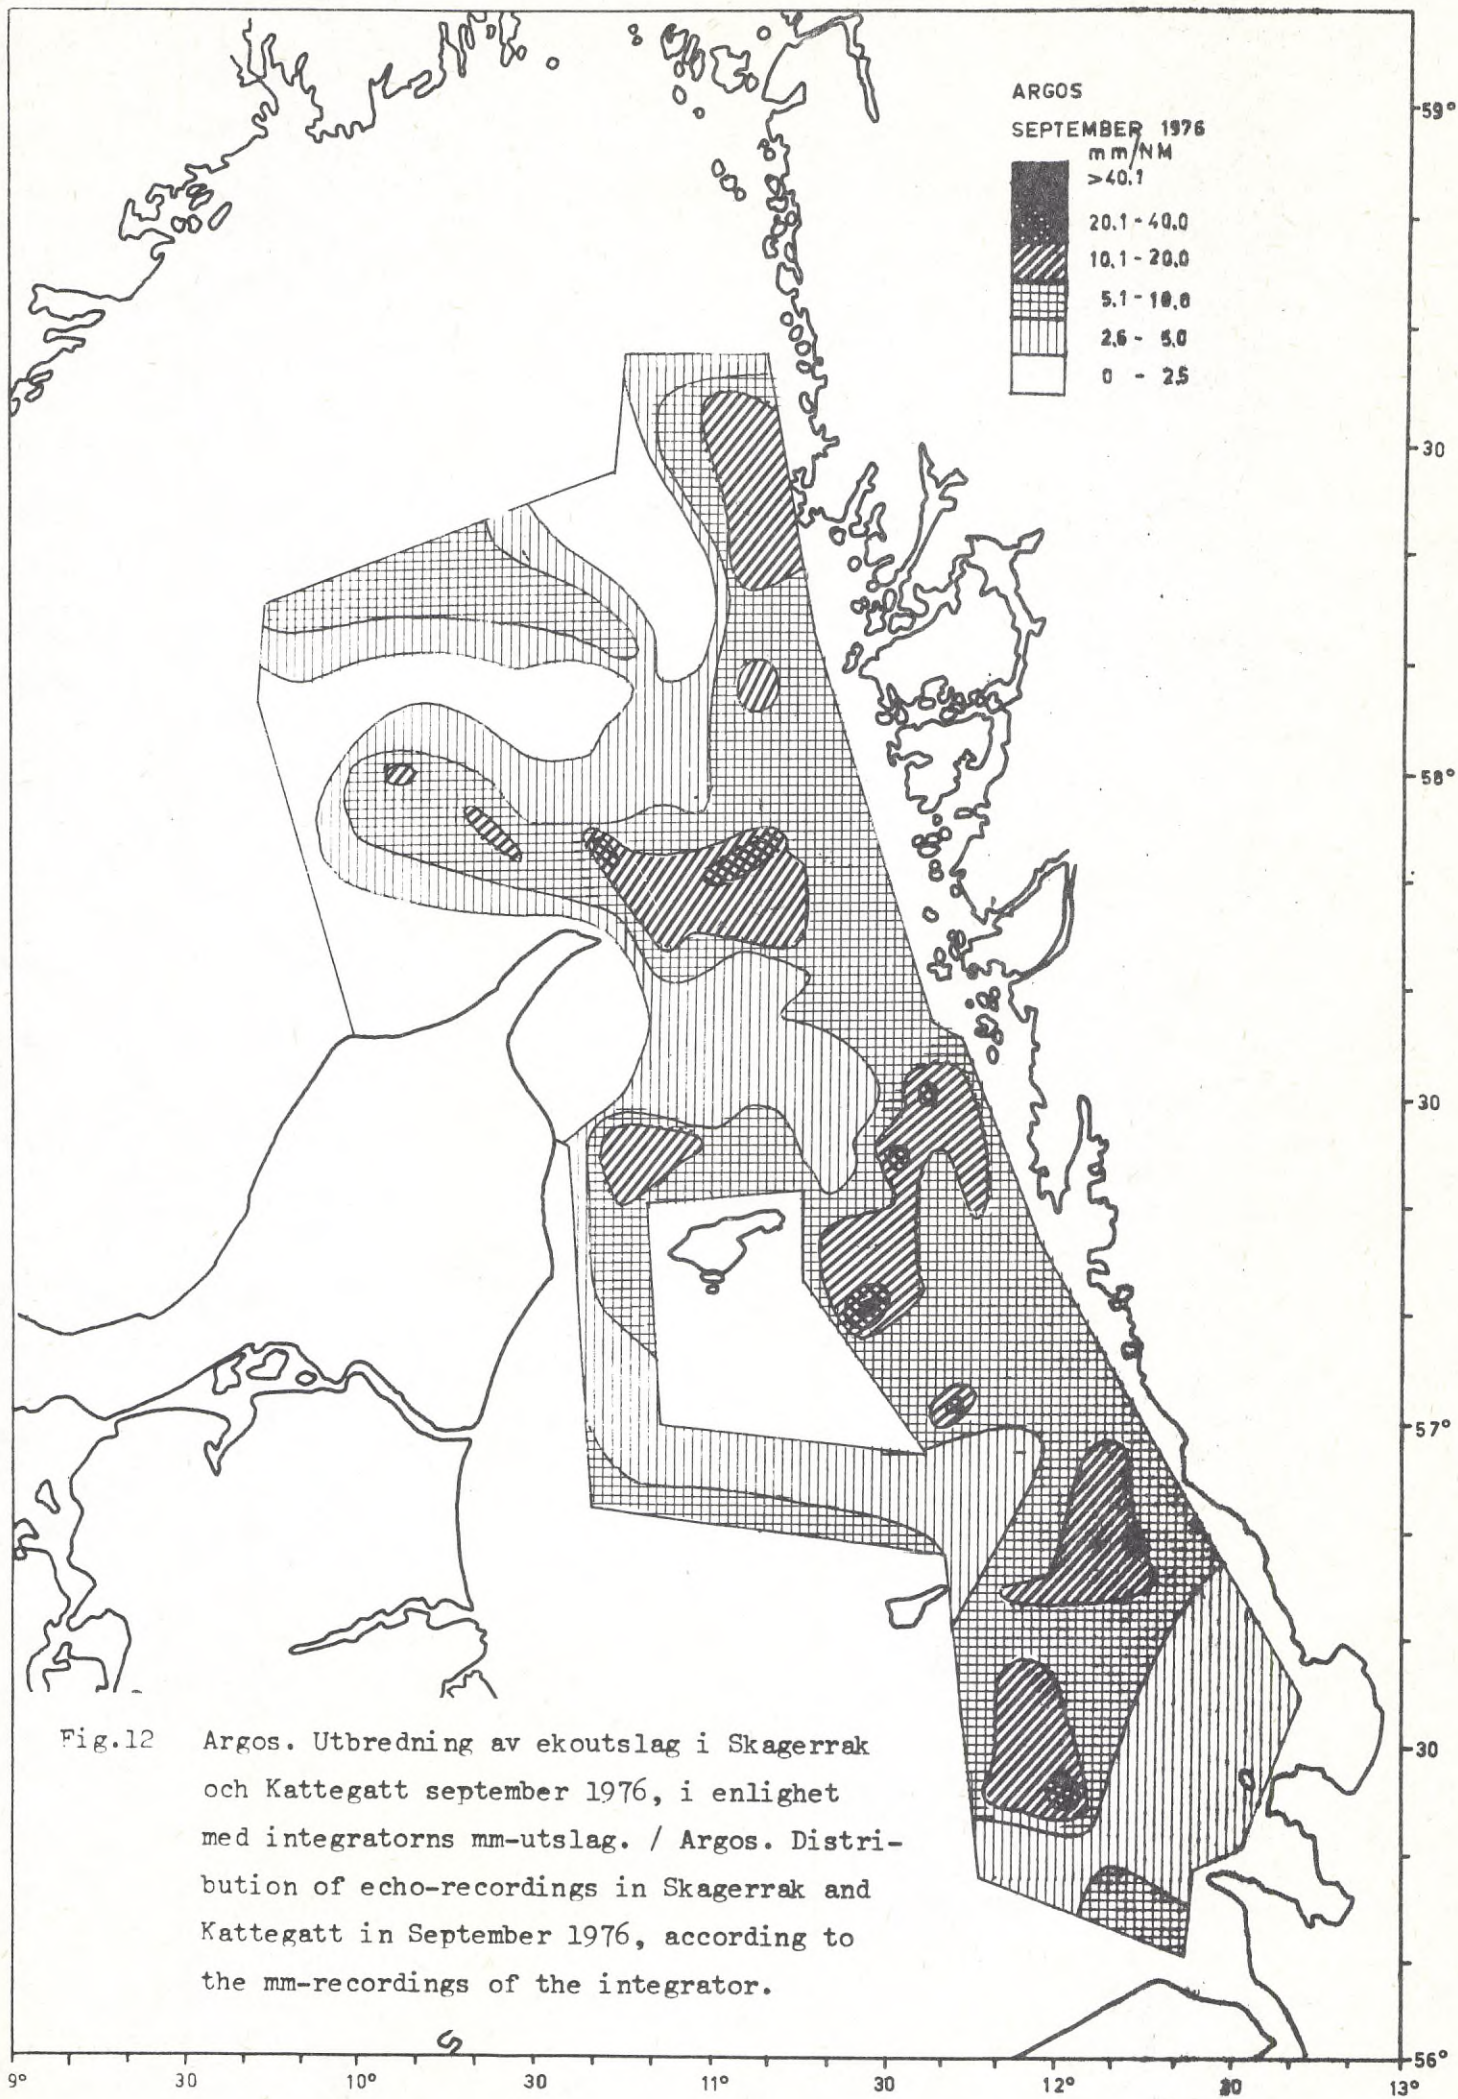 ARGOS
SEPTEMBER 1976
mm/NM
>40.1
20.1-40.0
10.1-20.0
5.1-10.0
2.6- 5.0
0 - 2.5
59°
30
58°
30
57°
30
56°
9°
30
10°
30
11°
30
12°
13°
Fig.12 Argos. Utbredning av ekoutslag i Skagerrak
och Kattegatt september 1976, i enlighet
med integratorns mm-utslag. / Argos. Distri-
bution of echo-recordings in Skagerrak and
Kattegatt in September 1976, according to
the mm-recordings of the integrator.